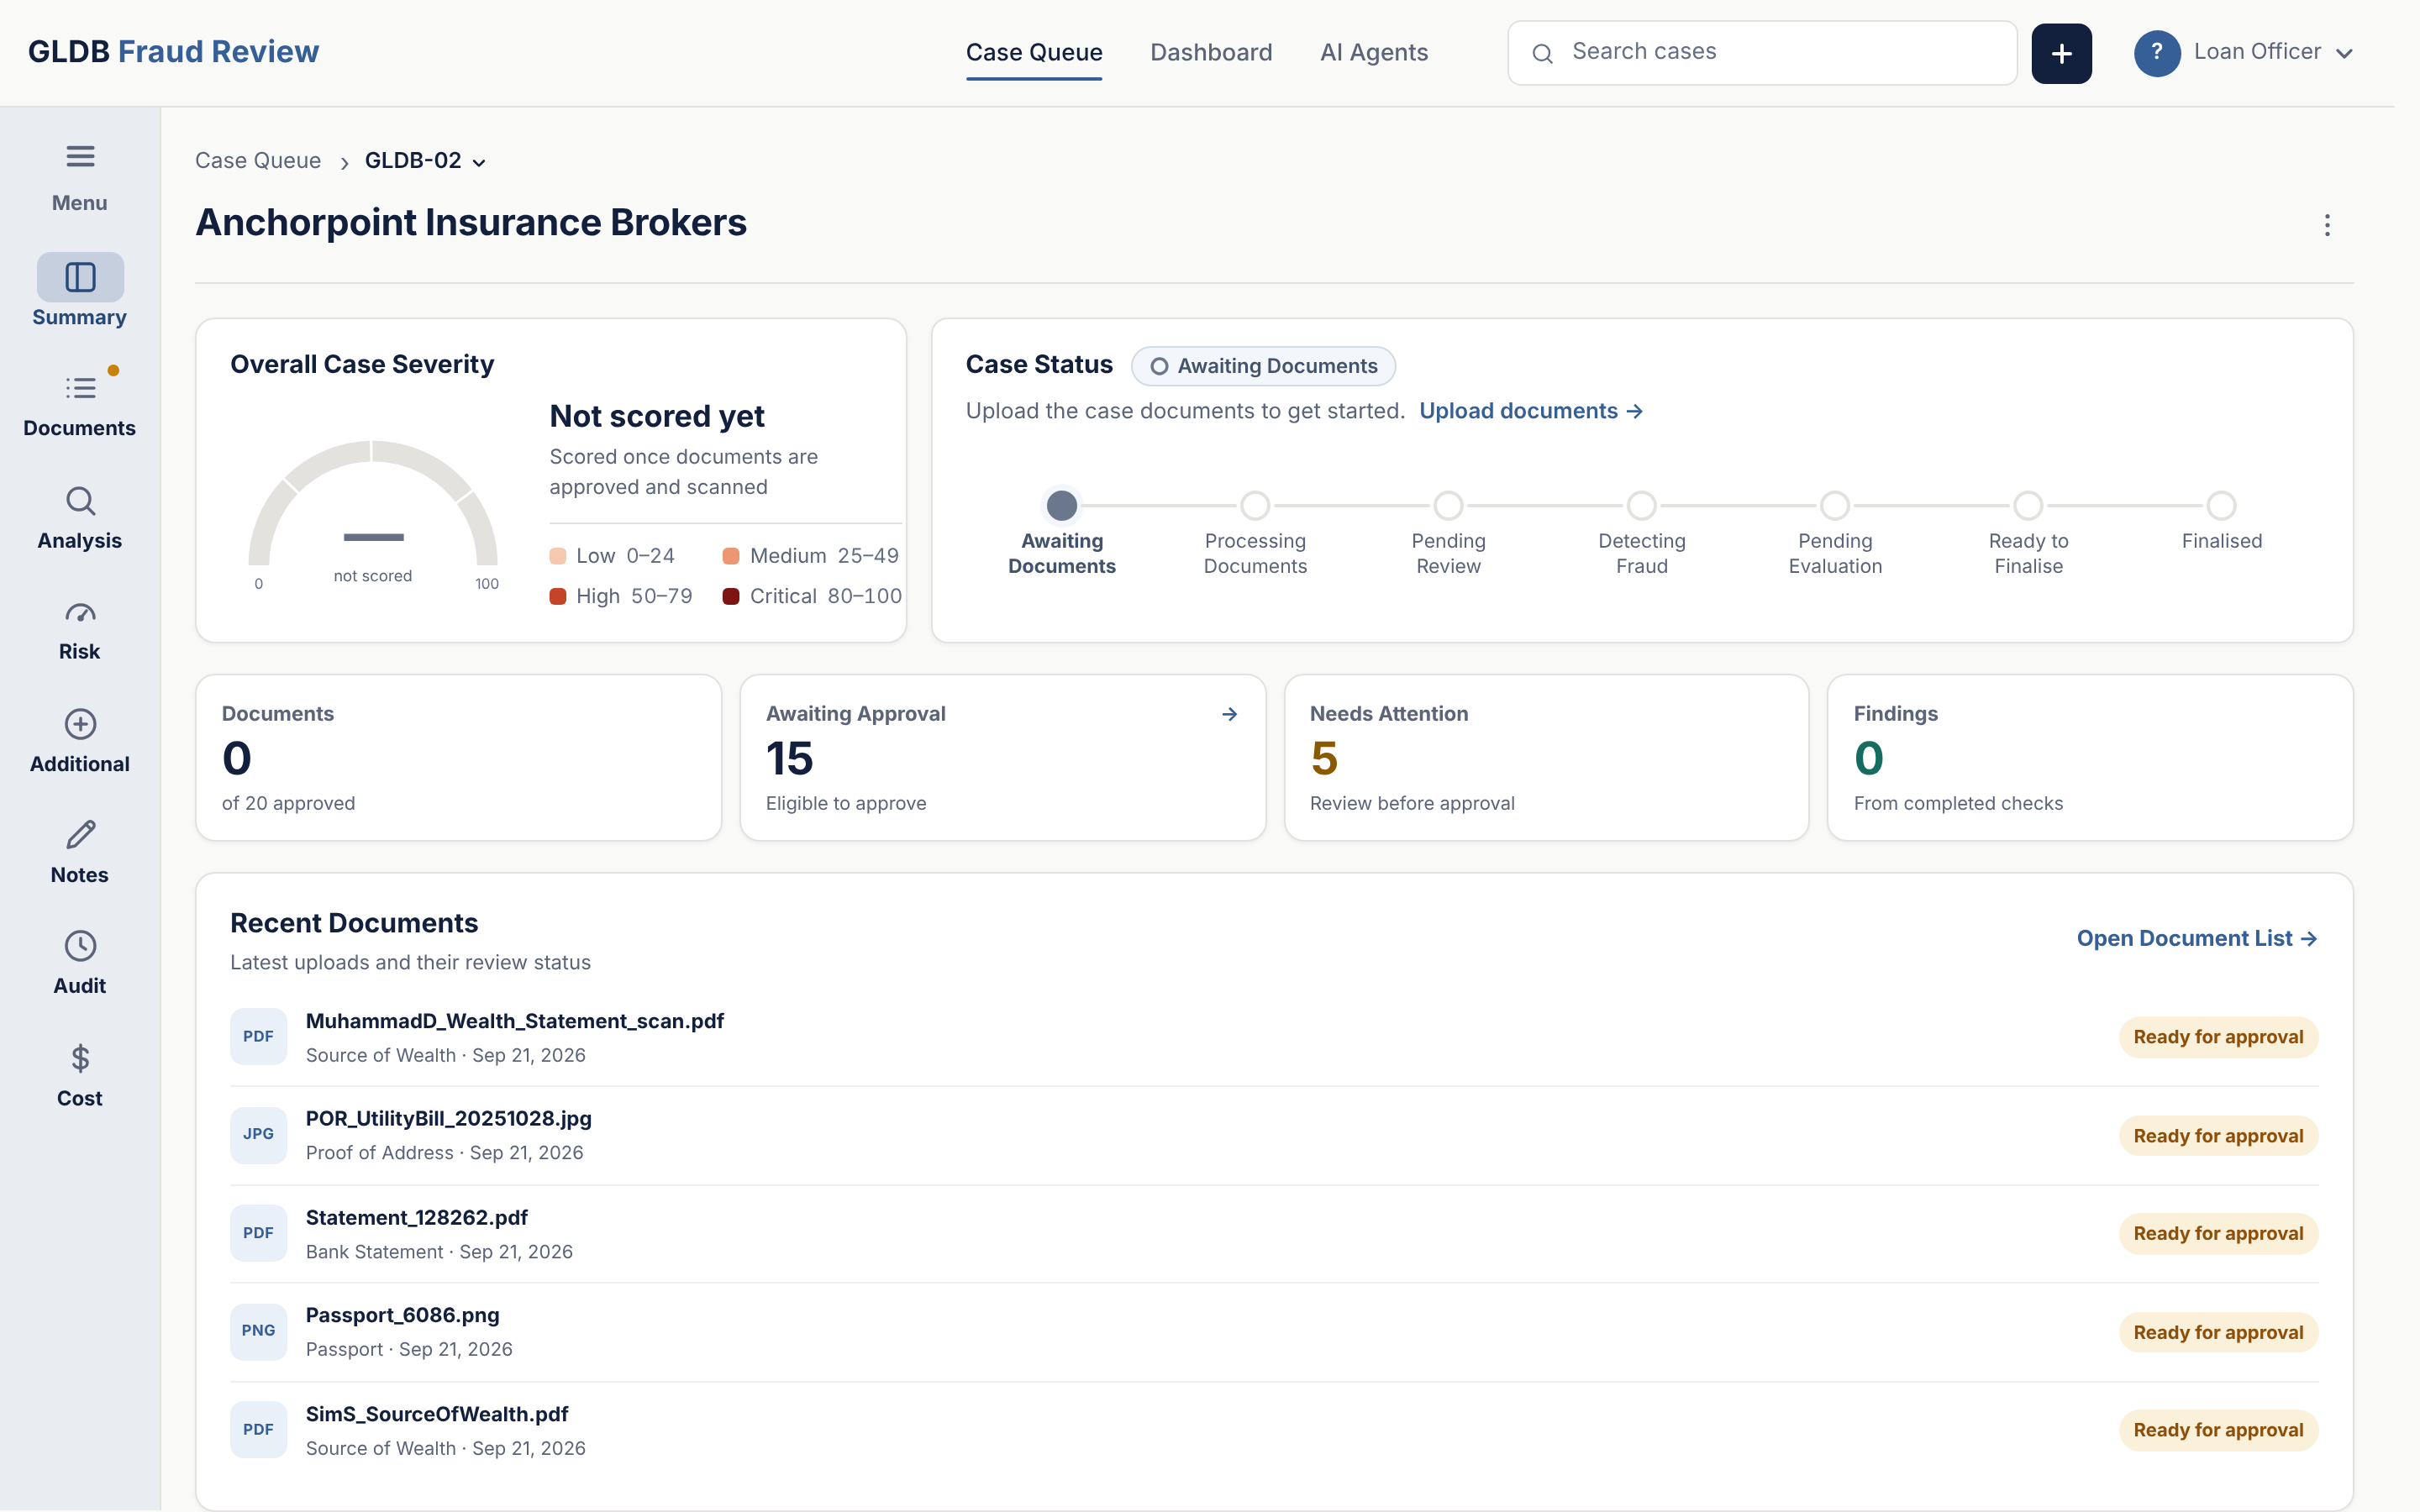 GLDB Fraud Review
Case Queue
Dashboard
AI Agents
Search cases
+
?
Loan Officer
Menu
Summary
Documents
Analysis
Risk
Additional
Notes
Audit
$
Cost
Case Queue › GLDB-02
Anchorpoint Insurance Brokers
Overall Case Severity
Not scored yet
Scored once documents are
approved and scanned
0
not scored
100
Low 0–24
Medium 25–49
High 50–79
Critical 80–100
Case Status
Awaiting Documents
Upload the case documents to get started. Upload documents →
Awaiting
Documents
Processing
Documents
Pending
Review
Detecting
Fraud
Pending
Evaluation
Ready to
Finalise
Finalised
Documents
0
of 20 approved
Awaiting Approval →
15
Eligible to approve
Needs Attention
5
Review before approval
Findings
0
From completed checks
Recent Documents
Latest uploads and their review status
Open Document List →
PDF
MuhammadD_Wealth_Statement_scan.pdf
Source of Wealth · Sep 21, 2026
Ready for approval
JPG
POR_UtilityBill_20251028.jpg
Proof of Address · Sep 21, 2026
Ready for approval
PDF
Statement_128262.pdf
Bank Statement · Sep 21, 2026
Ready for approval
PNG
Passport_6086.png
Passport · Sep 21, 2026
Ready for approval
PDF
SimS_SourceOfWealth.pdf
Source of Wealth · Sep 21, 2026
Ready for approval